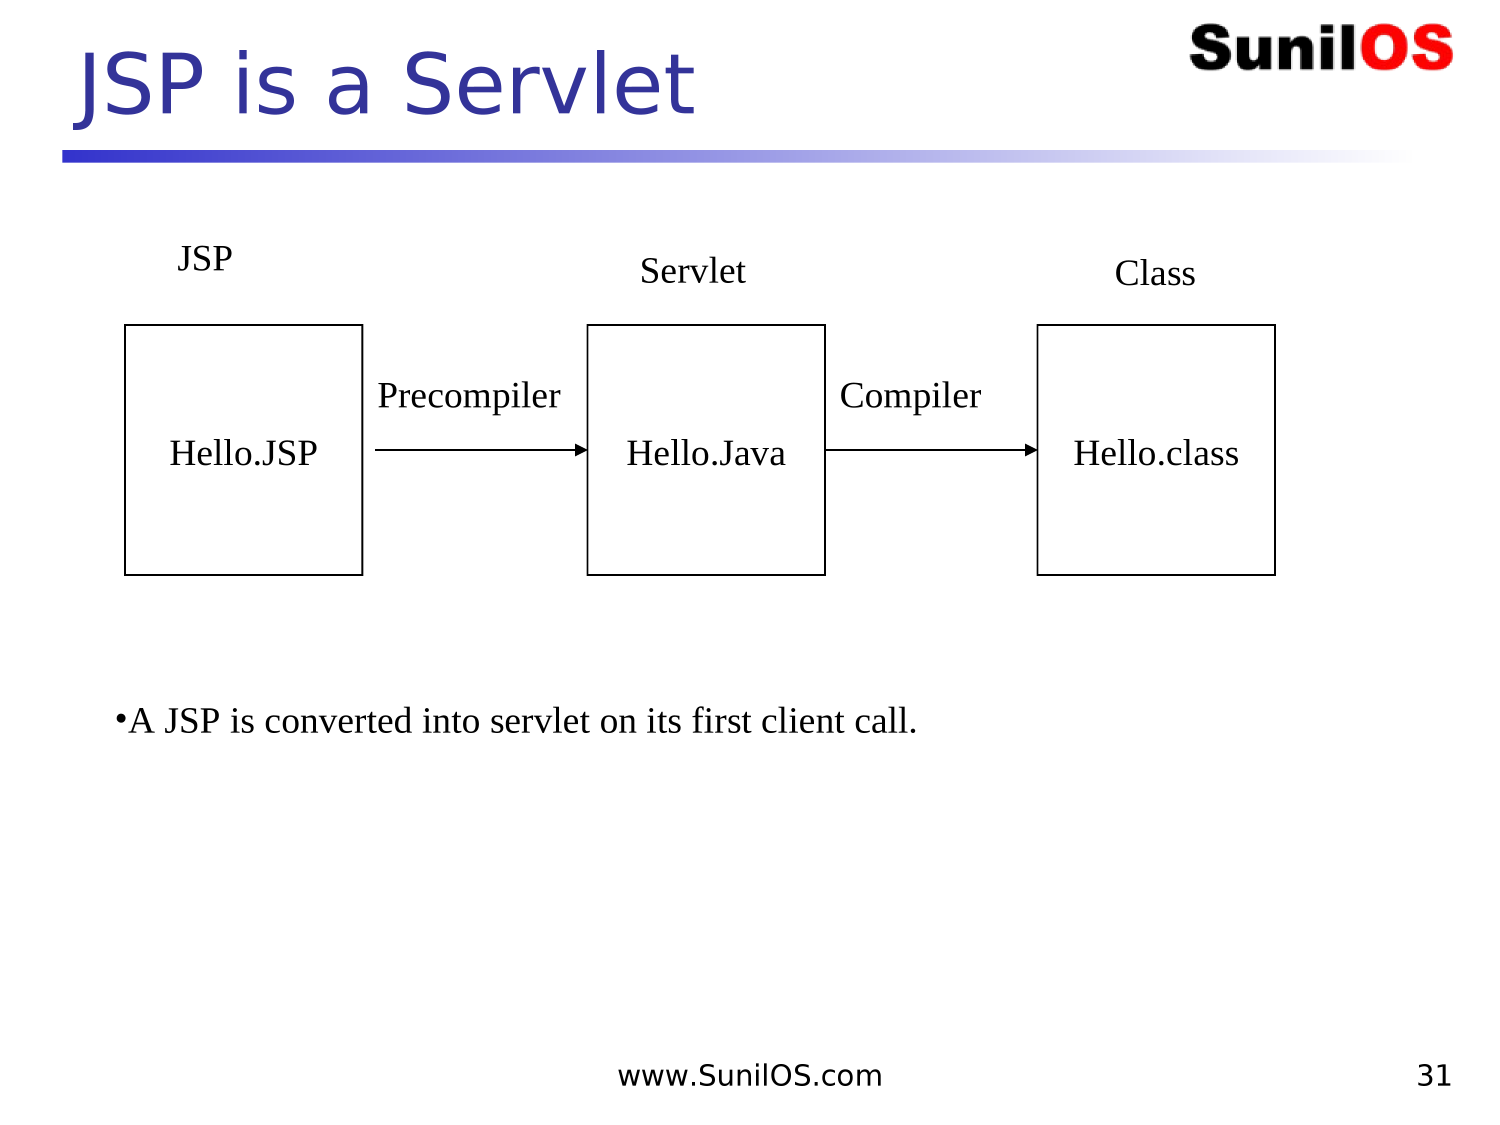 JSP is a Servlet
SunilOS
JSP
Servlet
Class
Precompiler
Compiler
Hello.JSP
Hello.Java
Hello.class
•A JSP is converted into servlet on its first client call.
www.SunilOS.com
31